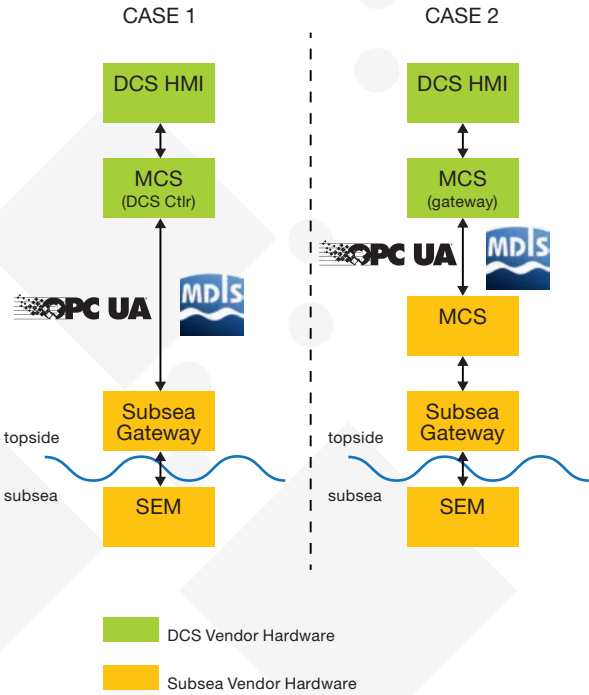 CASE 1
DCS HMI
MCS
(DCS Ctlr)
OPC UA
MDIS
Subsea
Gateway
topside
subsea
SEM
CASE 2
DCS HMI
MCS
(gateway)
OPC UA
MDIS
MCS
Subsea
Gateway
topside
subsea
SEM
DCS Vendor Hardware
Subsea Vendor Hardware